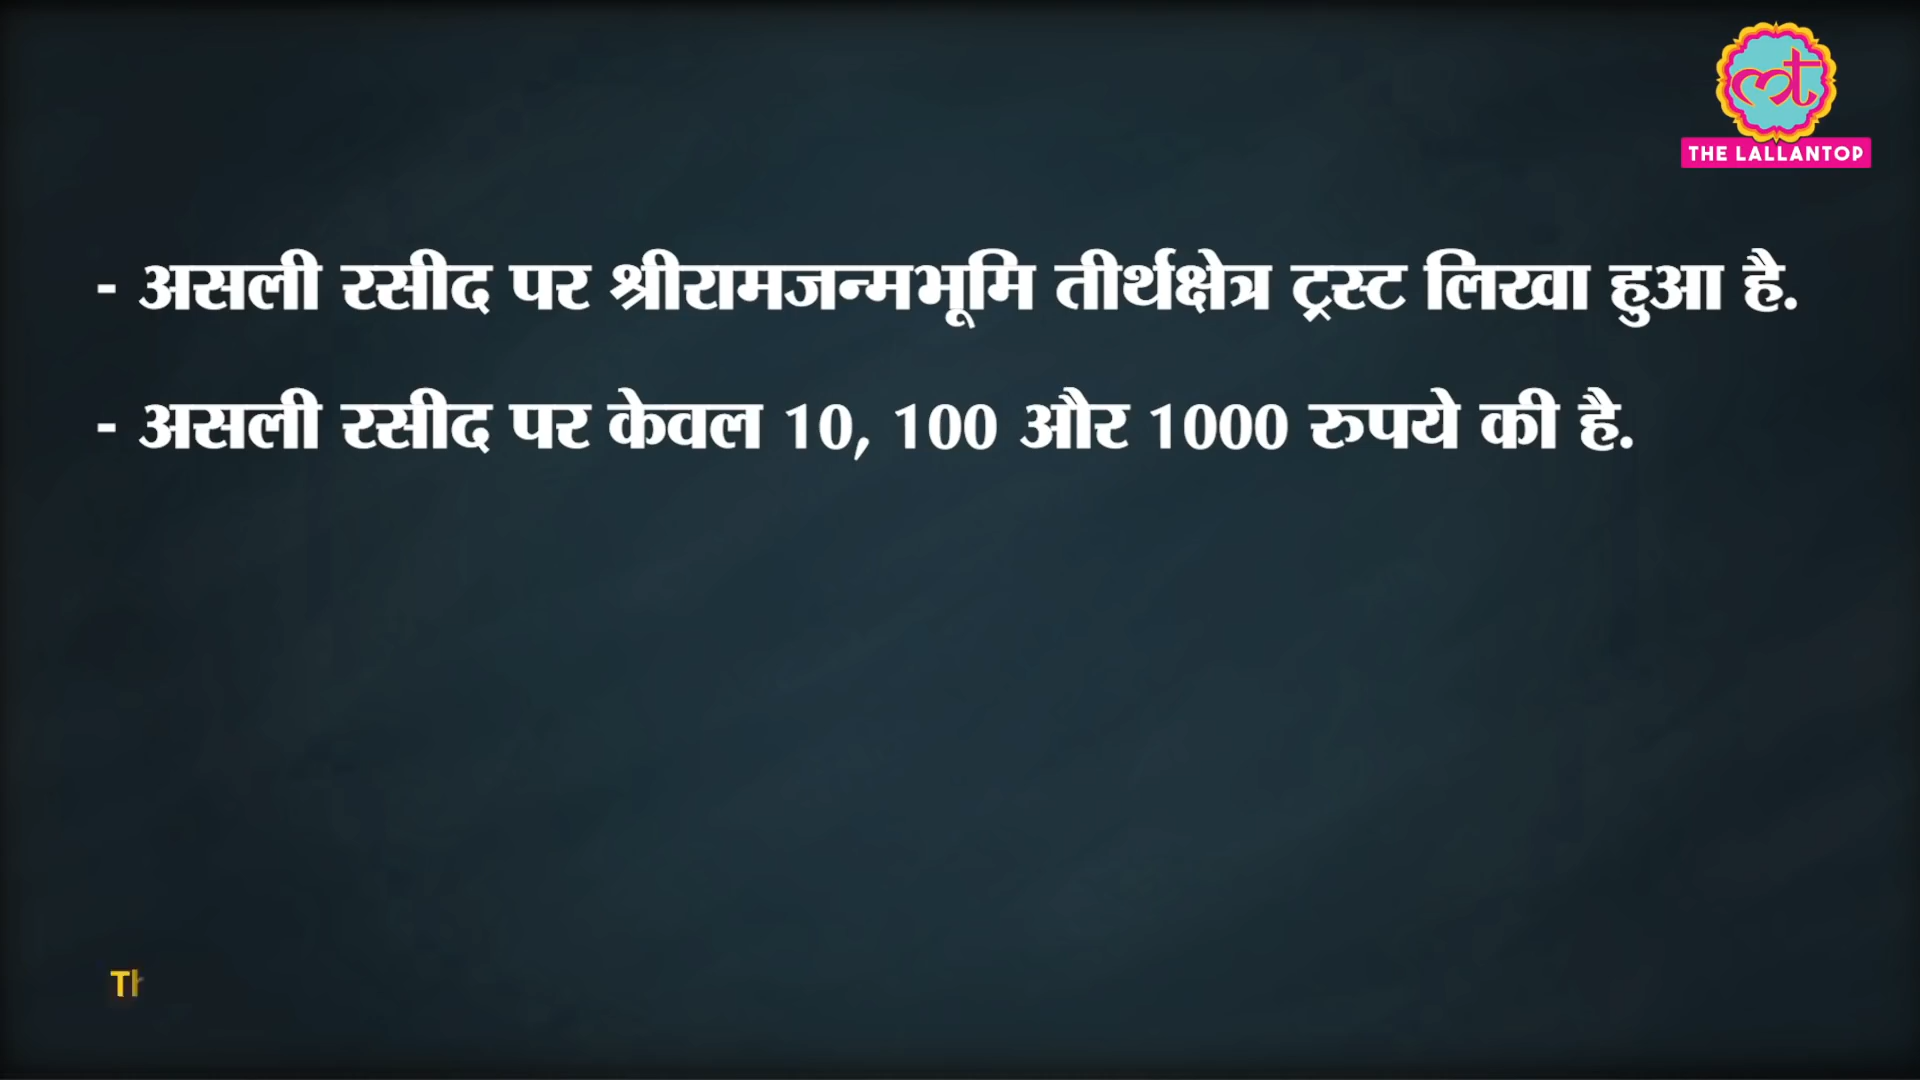 THE LALLANTOP
- असली रसीद पर श्रीरामजन्मभूमि तीर्थक्षेत्र ट्रस्ट लिखा हुआ है.
- असली रसीद पर केवल 10, 100 और 1000 रुपये की है.